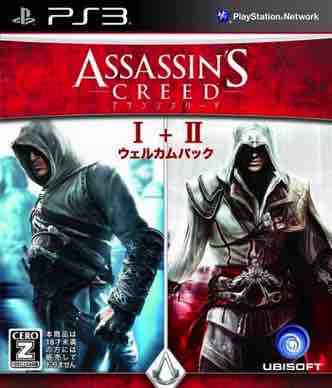 PS3
PlayStation®Network
ASSASSIN'S
CREED
アサシン クリード
I + II
ウェルカムパック
CERO
Z
本商品は
18才未満
の方には
販売して
ドりません
UBISOFT